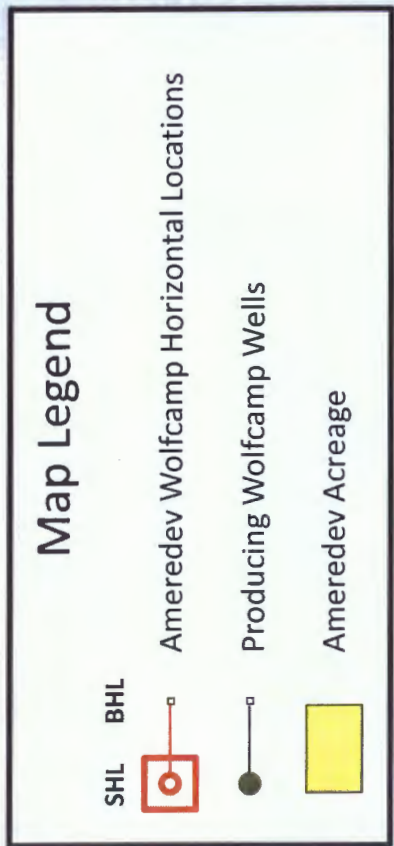 Map Legend
SHL BHL
Ameredev Wolfcamp Horizontal Locations
Producing Wolfcamp Wells
Ameredev Acreage